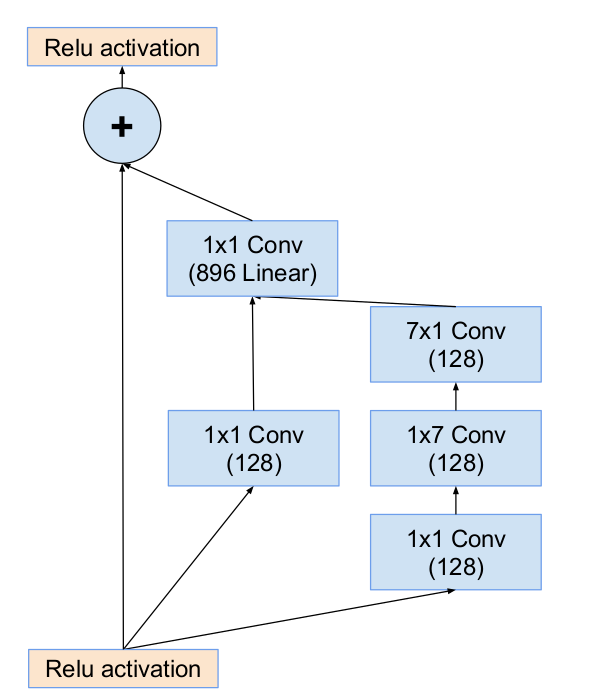 Relu activation
+
1x1 Conv
(896 Linear)
7x1 Conv
(128)
1x1 Conv
(128)
1x7 Conv
(128)
1x1 Conv
(128)
Relu activation